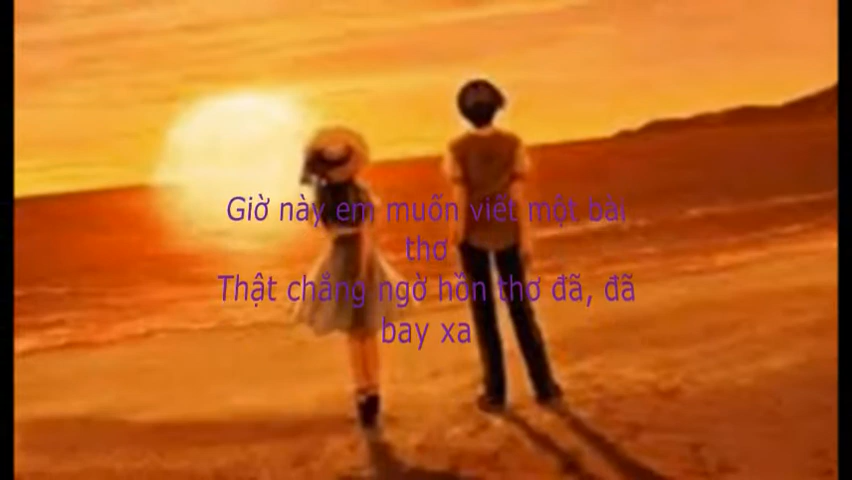 Giờ này em muốn viết một bài
thơ
Thật chẳng ngờ hồn thơ đã, đã
bay xa